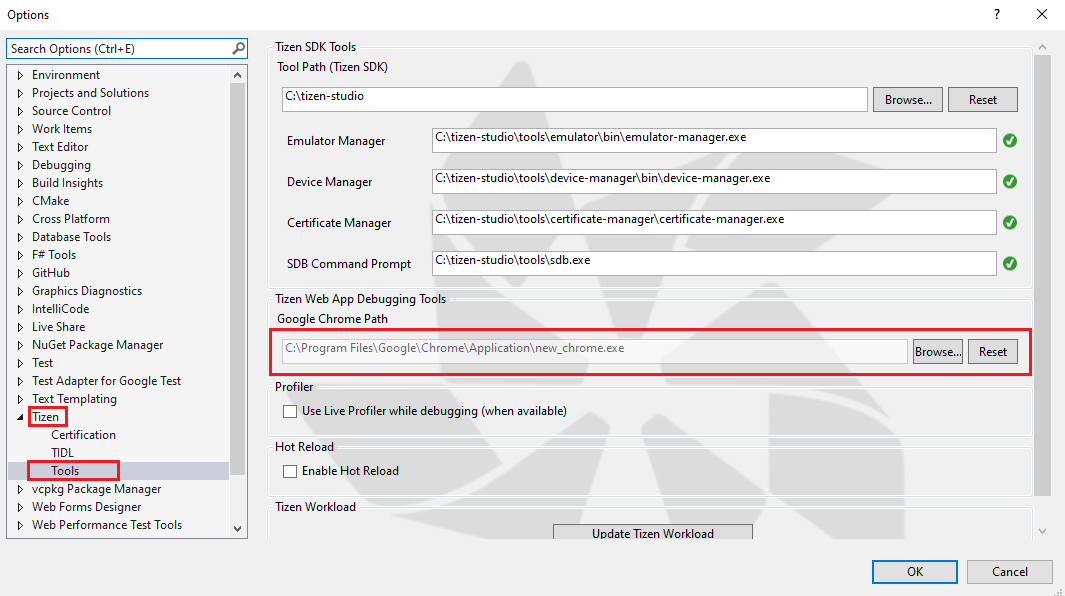 Options
?
Search Options (Ctrl+E)
Environment
Projects and Solutions
Source Control
Work Items
Text Editor
Debugging
Build Insights
CMake
Cross Platform
Database Tools
F# Tools
GitHub
Graphics Diagnostics
IntelliCode
Live Share
NuGet Package Manager
Test
Test Adapter for Google Test
Text Templating
Tizen
Certification
TIDL
Tools
vcpkg Package Manager
Web Forms Designer
Web Performance Test Tools
Tizen SDK Tools
Tool Path (Tizen SDK)
C:\tizen-studio Browse... Reset
Emulator Manager C:\tizen-studio\tools\emulator\bin\emulator-manager.exe
Device Manager C:\tizen-studio\tools\device-manager\bin\device-manager.exe
Certificate Manager C:\tizen-studio\tools\certificate-manager\certificate-manager.exe
SDB Command Prompt C:\tizen-studio\tools\sdb.exe
Tizen Web App Debugging Tools
Google Chrome Path
C:\Program Files\Google\Chrome\Application\new_chrome.exe Browse... Reset
Profiler
Use Live Profiler while debugging (when available)
Hot Reload
Enable Hot Reload
Tizen Workload
Update Tizen Workload
OK Cancel